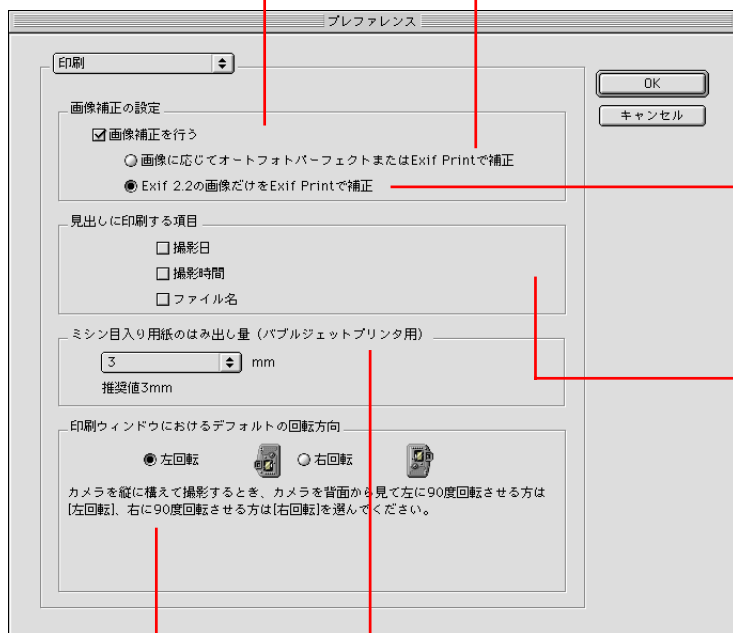 プレファレンス
印刷
OK
キャンセル
画像補正の設定
画像補正を行う
画像に応じてオートフォトパーフェクトまたはExif Printで補正
Exif 2.2の画像だけをExif Printで補正
見出しに印刷する項目
撮影日
撮影時間
ファイル名
ミシン目入り用紙のはみ出し量（バブルジェットプリンタ用）
3 mm
推奨値3mm
印刷ウィンドウにおけるデフォルトの回転方向
左回転 右回転
カメラを縦に構えて撮影するとき、カメラを背面から見て左に90度回転させる方は
[左回転]、右に90度回転させる方は[右回転]を選んでください。